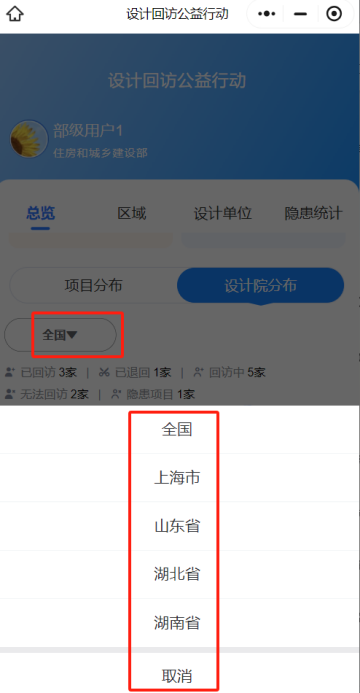 设计回访公益行动
设计回访公益行动
部级用户1
住房和城乡建设部
总览 区域 设计单位 隐患统计
项目分布 设计院分布
全国▼
已回访 3家 | 已退回 1家 | 回访中 5家
无法回访 2家 | 隐患项目 1家
全国
上海市
山东省
湖北省
湖南省
取消